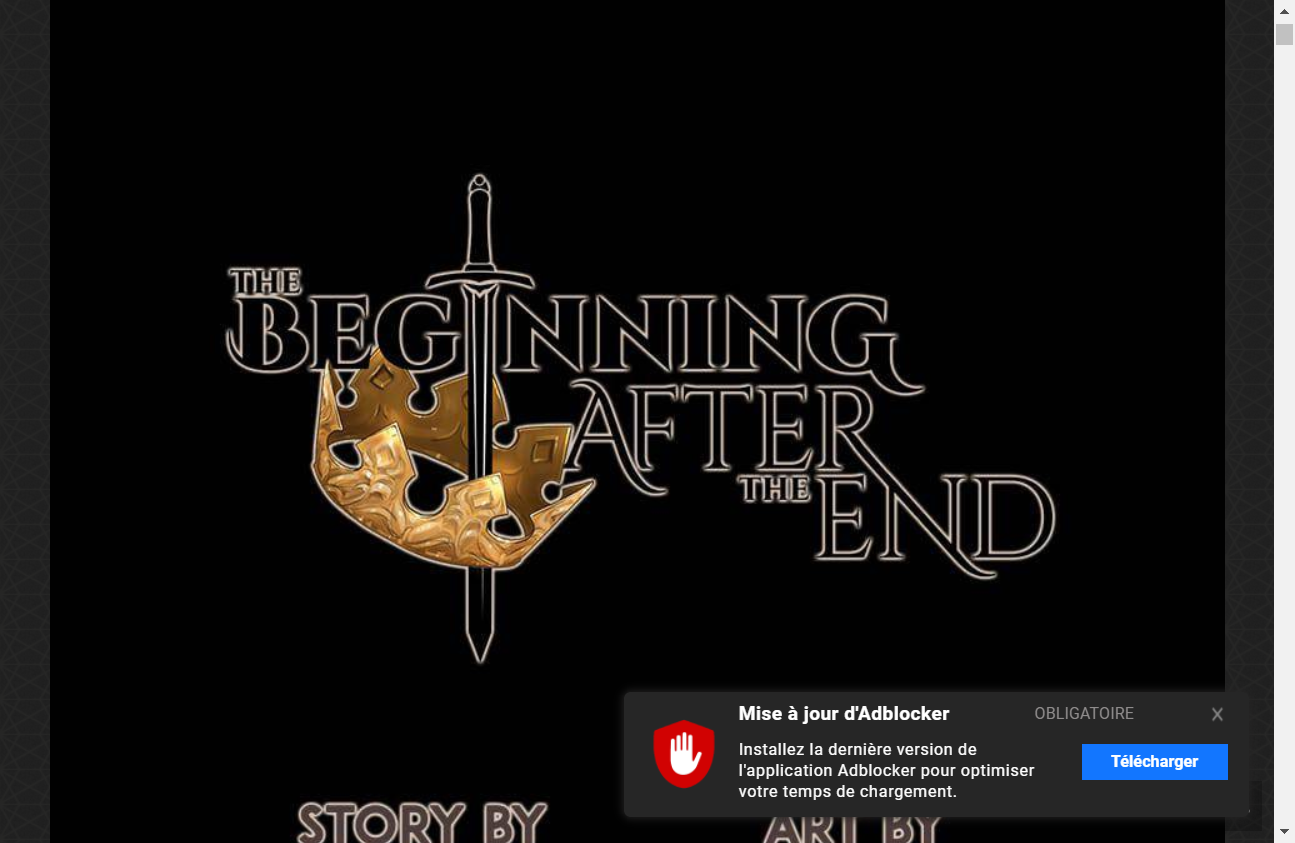 THE
BEGINNING
AFTER
THE END
STORY BY
ART BY
Mise à jour d'Adblocker
OBLIGATOIRE
X
Installez la dernière version de
l'application Adblocker pour optimiser
votre temps de chargement.
Télécharger